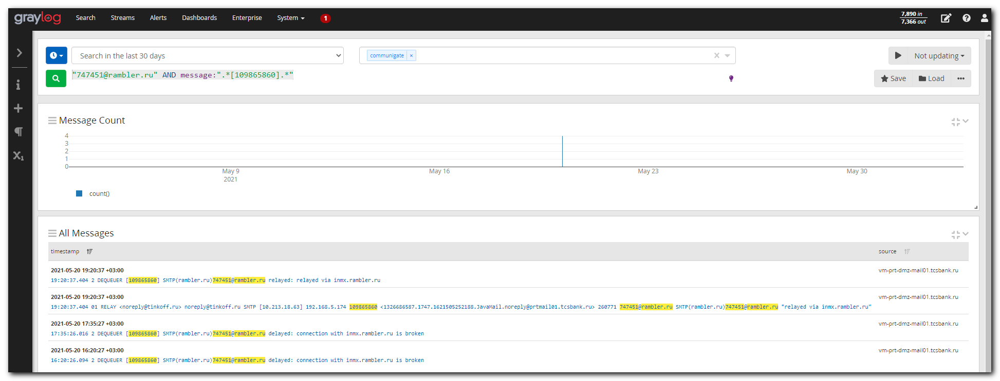 graylog Search Streams Alerts Dashboards Enterprise System 1 7,890 in
7,366 out
Search in the last 30 days communigate × Not updating
"747451@rambler.ru" AND message:".*[109865860].*" Save Load •••
Message Count
4
3
2
1
0
May 9 May 16 May 23 May 30
2021
count()
All Messages
timestamp source
2021-05-20 19:20:37 +03:00 vm-prt-dmz-mail01.tcsbank.ru
19:20:37.404 2 DEQUEUER [109865860] SMTP(rambler.ru)747451@rambler.ru relayed: relayed via inmx.rambler.ru
2021-05-20 19:20:37 +03:00 vm-prt-dmz-mail01.tcsbank.ru
19:20:37.404 01 RELAY <noreply@tinkoff.ru> noreply@tinkoff.ru SMTP [10.213.18.63] 192.168.5.174 109865860 <1326686587.1747.1621505252188.JavaMail.noreply@prtmail01.tcsbank.ru> 260771 747451@rambler.ru SMTP(rambler.ru)747451@rambler.ru "relayed via inmx.rambler.ru"
2021-05-20 17:35:27 +03:00 vm-prt-dmz-mail01.tcsbank.ru
17:35:26.016 2 DEQUEUER [109865860] SMTP(rambler.ru)747451@rambler.ru delayed: connection with inmx.rambler.ru is broken
2021-05-20 16:20:27 +03:00 vm-prt-dmz-mail01.tcsbank.ru
16:20:26.094 2 DEQUEUER [109865860] SMTP(rambler.ru)747451@rambler.ru delayed: connection with inmx.rambler.ru is broken